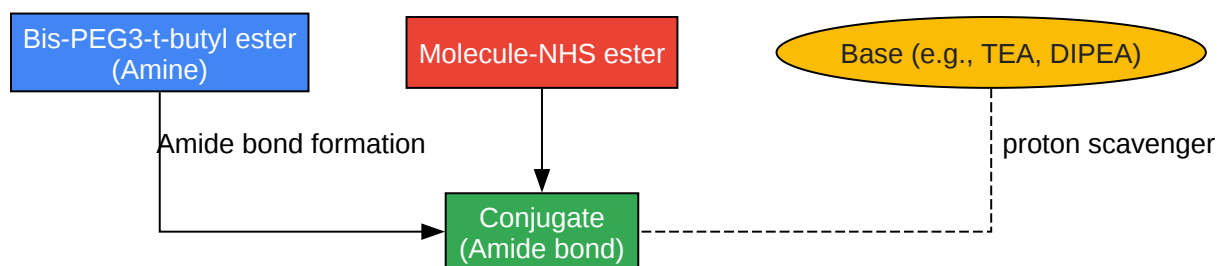 Bis-PEG3-t-butyl ester
(Amine)
Molecule-NHS ester
Base (e.g., TEA, DIPEA)
Amide bond formation
proton scavenger
Conjugate
(Amide bond)